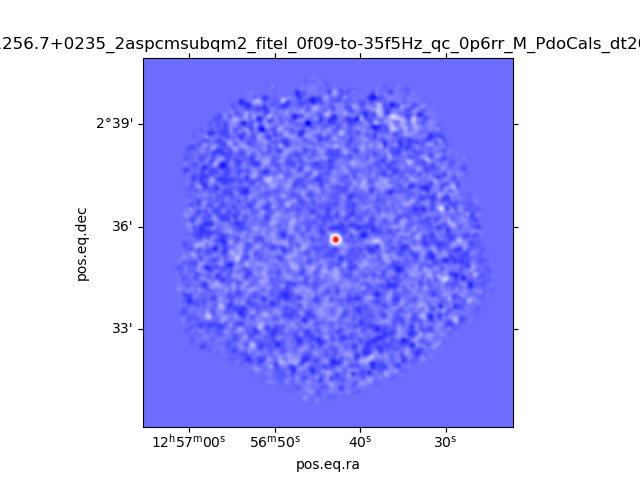 1256.7+0235_2aspcmsubqm2_fitel_0f09-to-35f5Hz_qc_0p6rr_M_PdoCals_dt20
pos.eq.dec
2°39'
36'
33'
12h57m00s 56m50s 40s 30s
pos.eq.ra